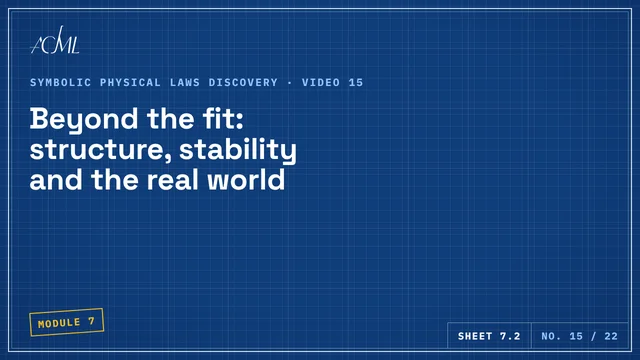 ACML
SYMBOLIC PHYSICAL LAWS DISCOVERY · VIDEO 15
Beyond the fit:
structure, stability
and the real world
MODULE 7
SHEET 7.2
NO. 15 / 22